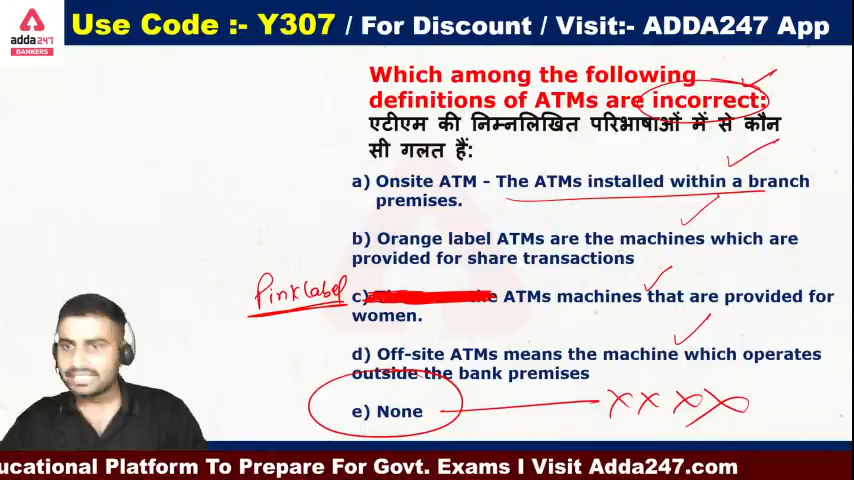 Use Code :- Y307 / For Discount / Visit:- ADDA247 App
adda247
BANKERS
Which among the following
definitions of ATMs are incorrect:
एटीएम की निम्नलिखित परिभाषाओं में से कौन
सी गलत हैं:
a) Onsite ATM - The ATMs installed within a branch
premises.
b) Orange label ATMs are the machines which are
provided for share transactions
Pink label
c) ATMs machines that are provided for
women.
d) Off-site ATMs means the machine which operates
outside the bank premises
e) None
ucational Platform To Prepare For Govt. Exams I Visit Adda247.com